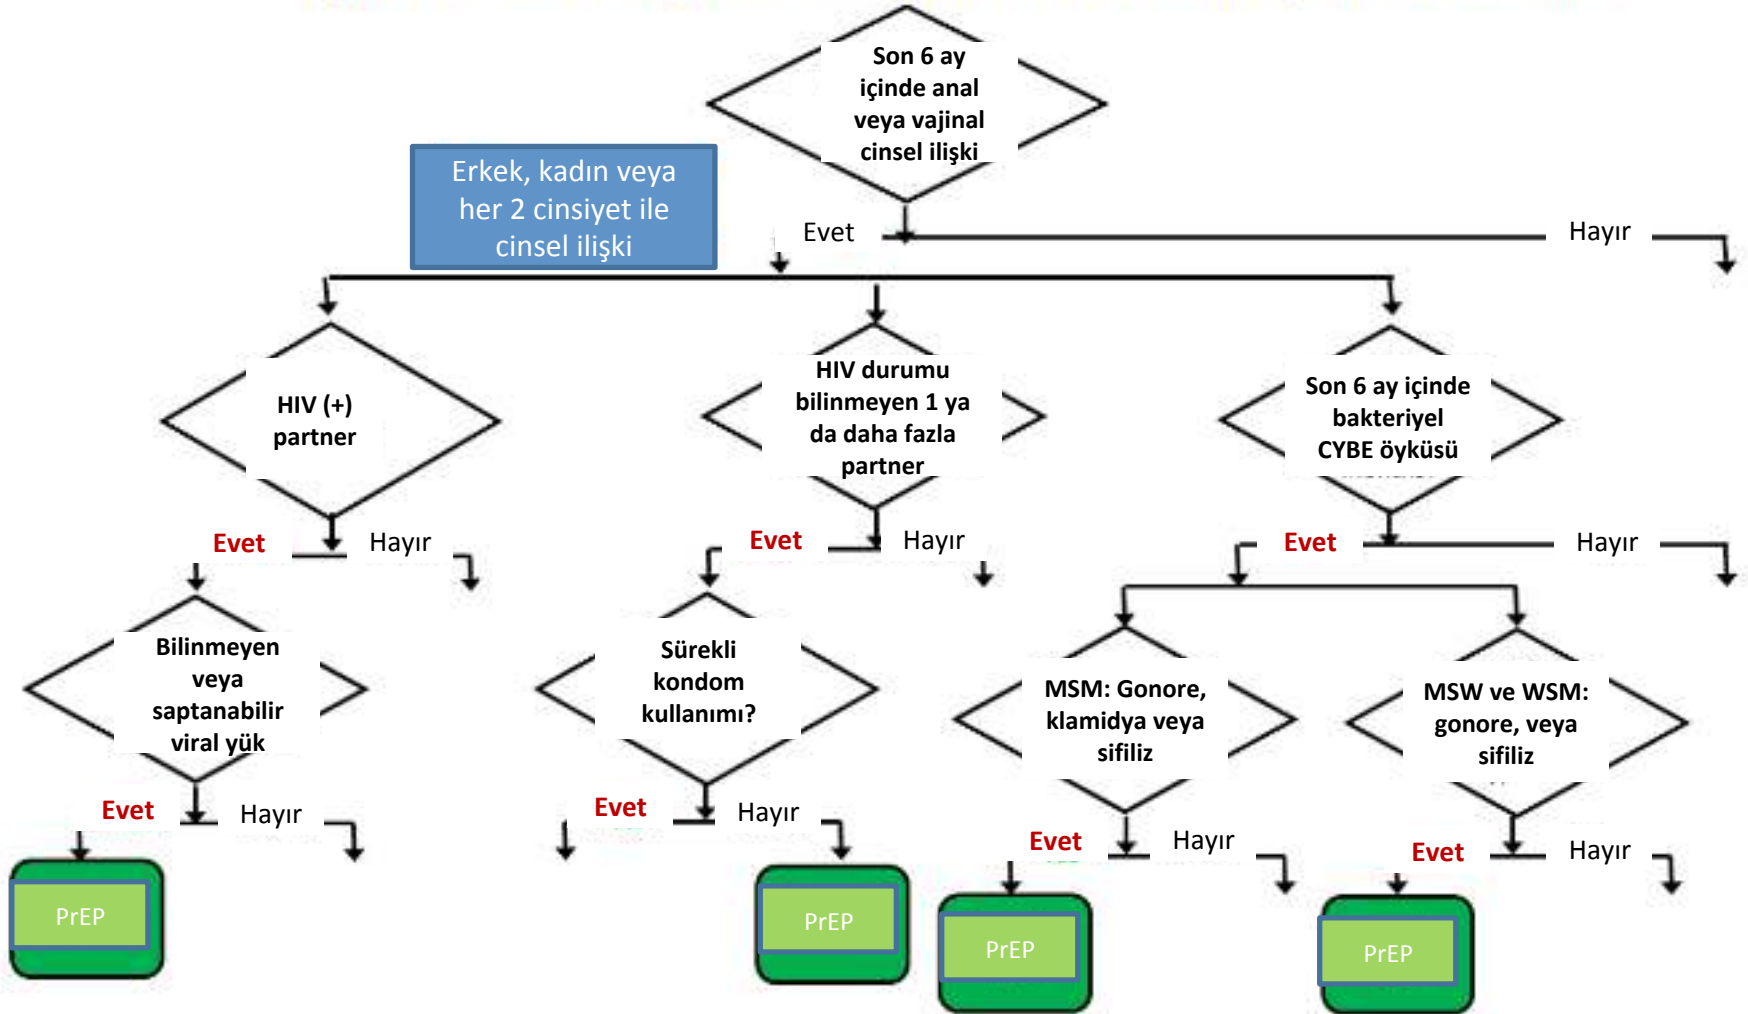 Son 6 ay
içinde anal
veya vajinal
cinsel ilişki
Erkek, kadın veya
her 2 cinsiyet ile
cinsel ilişki
Evet
Hayır
HIV (+)
partner
HIV durumu
bilinmeyen 1 ya
da daha fazla
partner
Son 6 ay içinde
bakteriyel
CYBE öyküsü
Evet
Hayır
Evet
Hayır
Evet
Hayır
Bilinmeyen
veya
saptanabilir
viral yük
Sürekli
kondom
kullanımı?
MSM: Gonore,
klamidya veya
sifiliz
MSW ve WSM:
gonore, veya
sifiliz
Evet
Hayır
Evet
Hayır
Evet
Hayır
Evet
Hayır
PrEP
PrEP
PrEP
PrEP